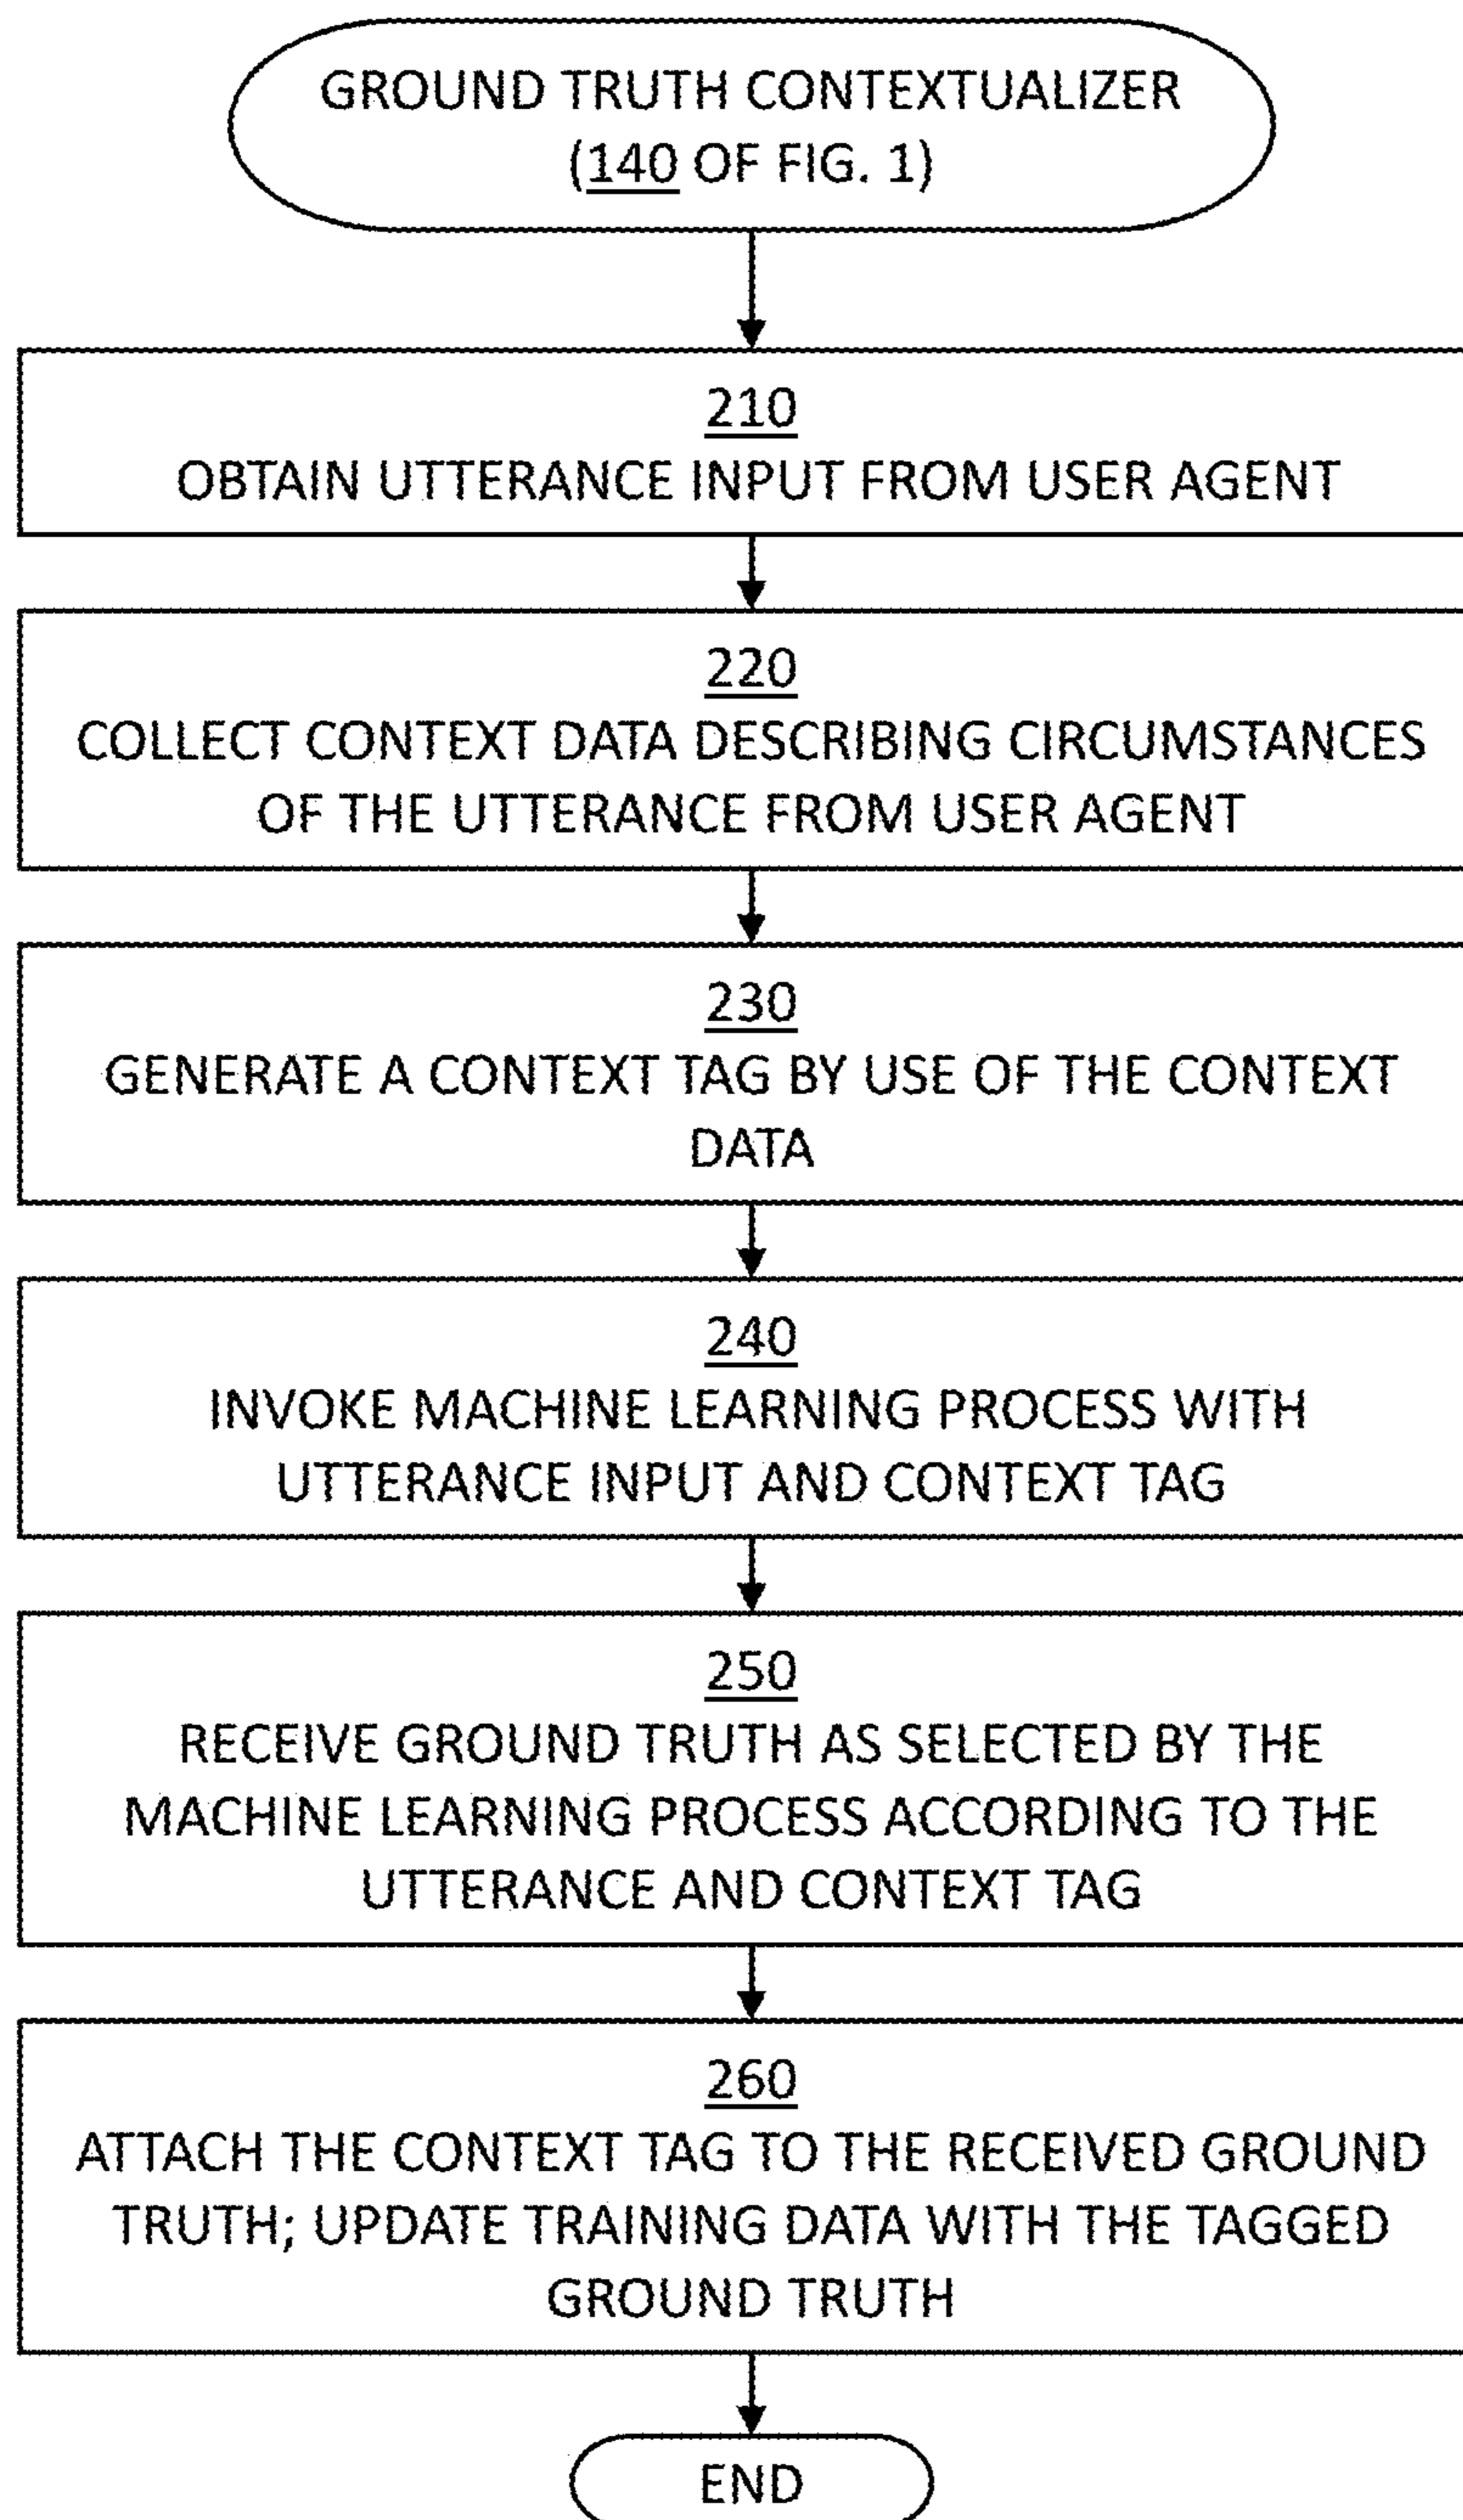 GROUND TRUTH CONTEXTUALIZER
(140 OF FIG. 1)
210
OBTAIN UTTERANCE INPUT FROM USER AGENT
220
COLLECT CONTEXT DATA DESCRIBING CIRCUMSTANCES
OF THE UTTERANCE FROM USER AGENT
230
GENERATE A CONTEXT TAG BY USE OF THE CONTEXT
DATA
240
INVOKE MACHINE LEARNING PROCESS WITH
UTTERANCE INPUT AND CONTEXT TAG
250
RECEIVE GROUND TRUTH AS SELECTED BY THE
MACHINE LEARNING PROCESS ACCORDING TO THE
UTTERANCE AND CONTEXT TAG
260
ATTACH THE CONTEXT TAG TO THE RECEIVED GROUND
TRUTH; UPDATE TRAINING DATA WITH THE TAGGED
GROUND TRUTH
END